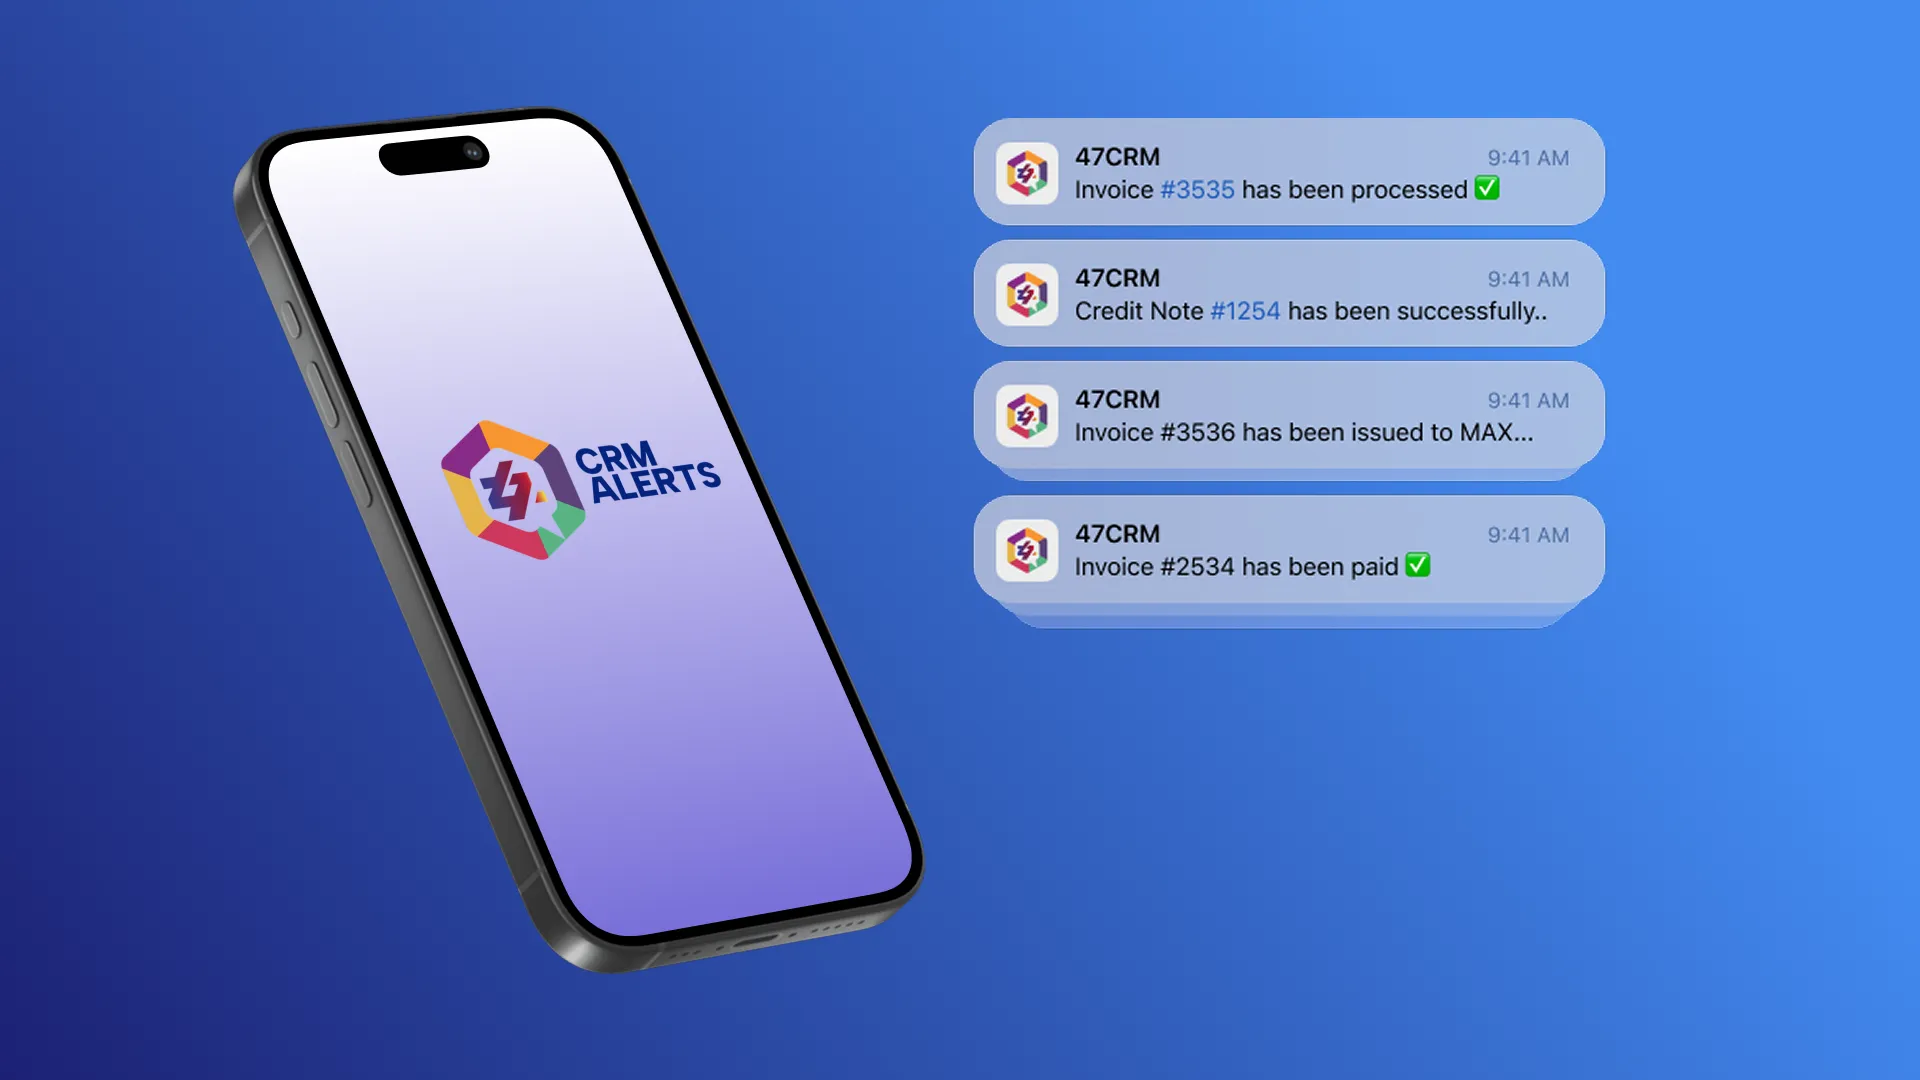 CRM
ALERTS
47CRM 9:41 AM
Invoice #3535 has been processed ✅
47CRM 9:41 AM
Credit Note #1254 has been successfully..
47CRM 9:41 AM
Invoice #3536 has been issued to MAX...
47CRM 9:41 AM
Invoice #2534 has been paid ✅